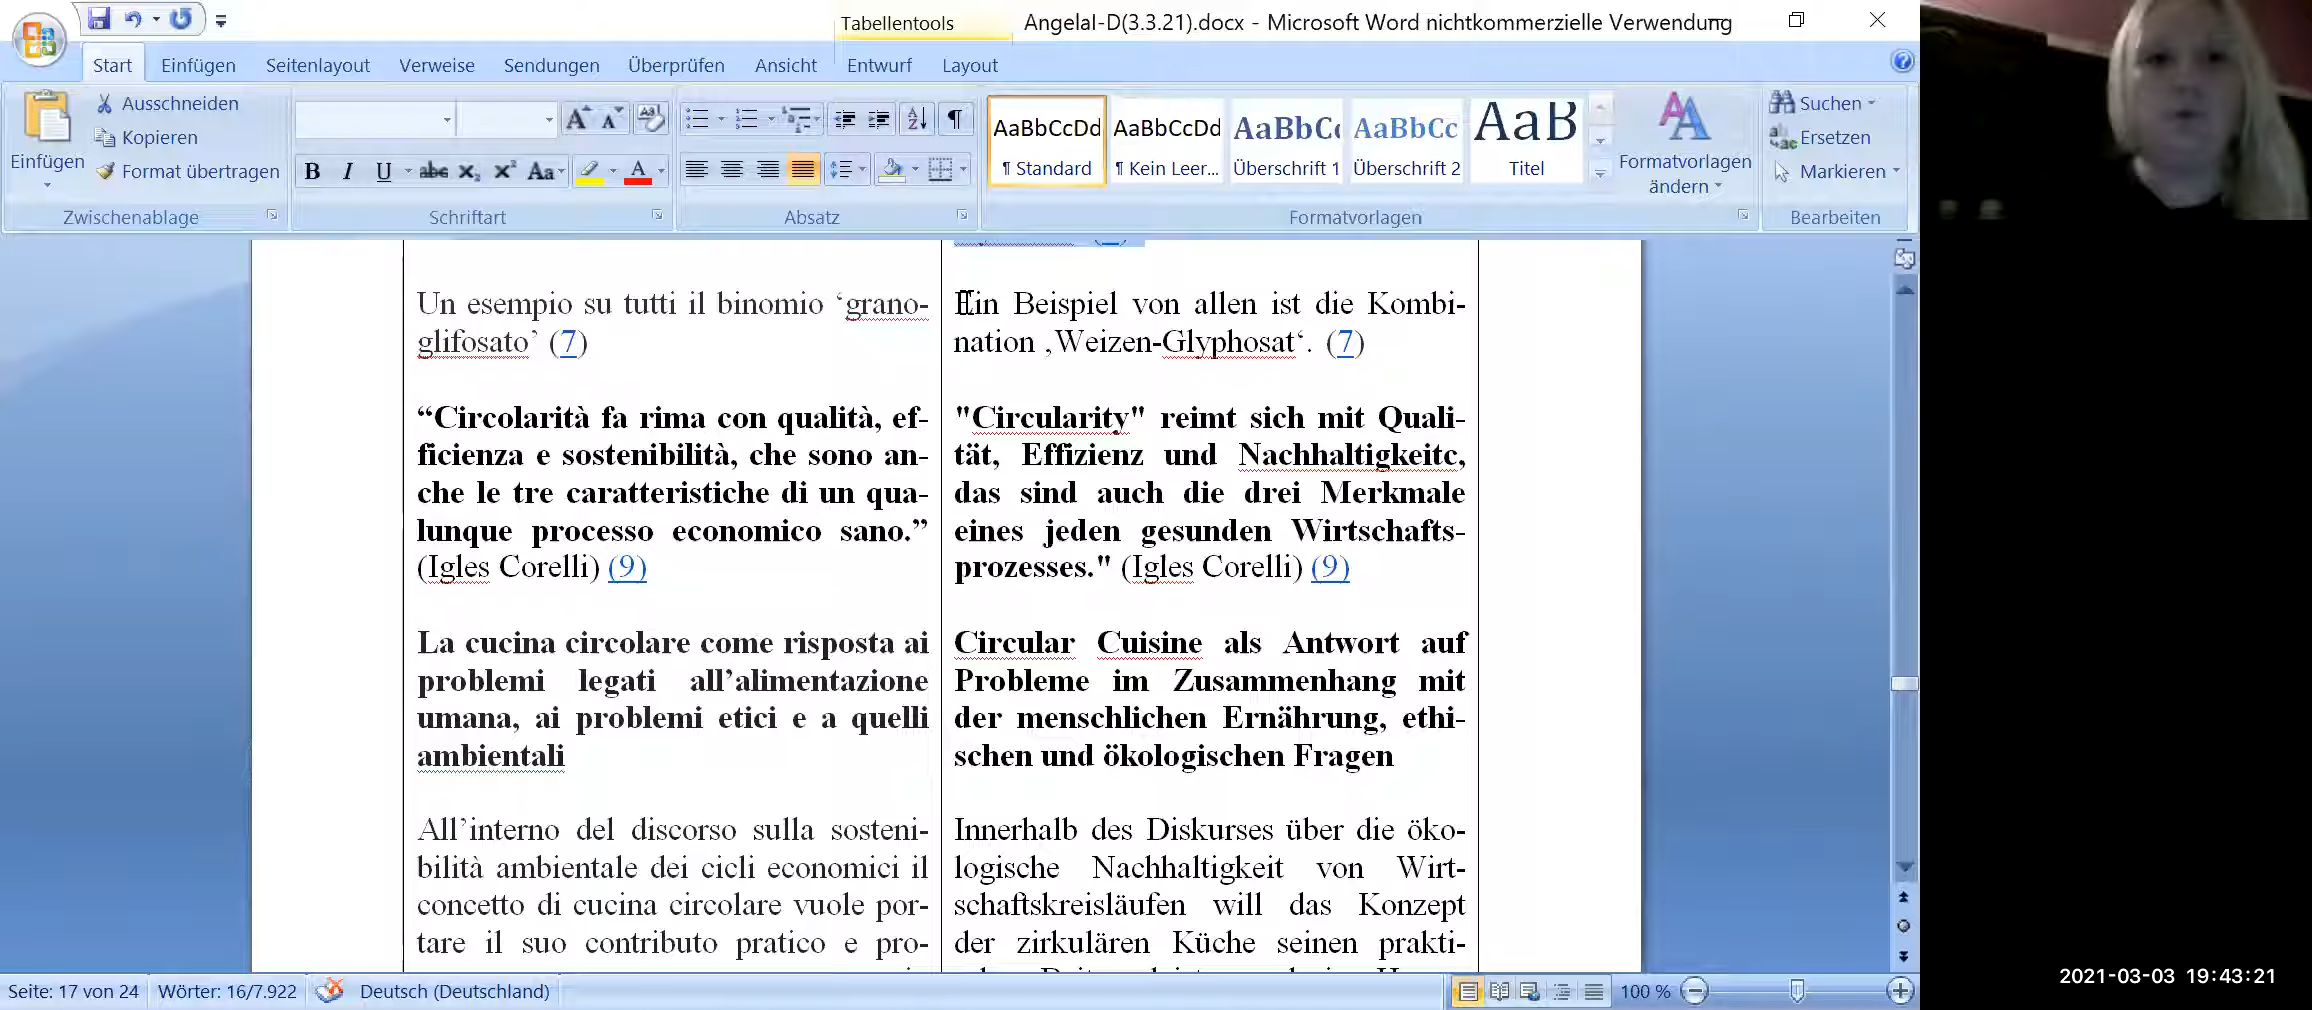 Tabellentools
AngelaI-D(3.3.21).docx - Microsoft Word nichtkommerzielle Verwendung
Start Einfügen Seitenlayout Verweise Sendungen Überprüfen Ansicht Entwurf Layout
Einfügen
Ausschneiden
Kopieren
Format übertragen
Zwischenablage
Schriftart
Absatz
AaBbCcDd AaBbCcDd AaBbCc AaBbCc AaB
¶ Standard ¶ Kein Leer... Überschrift 1 Überschrift 2 Titel
Formatvorlagen
ändern
Formatvorlagen
Suchen
Ersetzen
Markieren
Bearbeiten
Un esempio su tutti il binomio ‘grano-
glifosato’ (7)
“Circolarità fa rima con qualità, ef-
ficienza e sostenibilità, che sono an-
che le tre caratteristiche di un qua-
lunque processo economico sano.”
(Igles Corelli) (9)
La cucina circolare come risposta ai
problemi legati all’alimentazione
umana, ai problemi etici e a quelli
ambientali
All’interno del discorso sulla sosteni-
bilità ambientale dei cicli economici il
concetto di cucina circolare vuole por-
tare il suo contributo pratico e pro-
Ein Beispiel von allen ist die Kombi-
nation ‚Weizen-Glyphosat‘. (7)
"Circularity" reimt sich mit Quali-
tät, Effizienz und Nachhaltigkeitc,
das sind auch die drei Merkmale
eines jeden gesunden Wirtschafts-
prozesses." (Igles Corelli) (9)
Circular Cuisine als Antwort auf
Probleme im Zusammenhang mit
der menschlichen Ernährung, ethi-
schen und ökologischen Fragen
Innerhalb des Diskurses über die öko-
logische Nachhaltigkeit von Wirt-
schaftskreisläufen will das Konzept
der zirkulären Küche seinen prakti-
Seite: 17 von 24 Wörter: 16/7.922 Deutsch (Deutschland) 100 %
2021-03-03 19:43:21